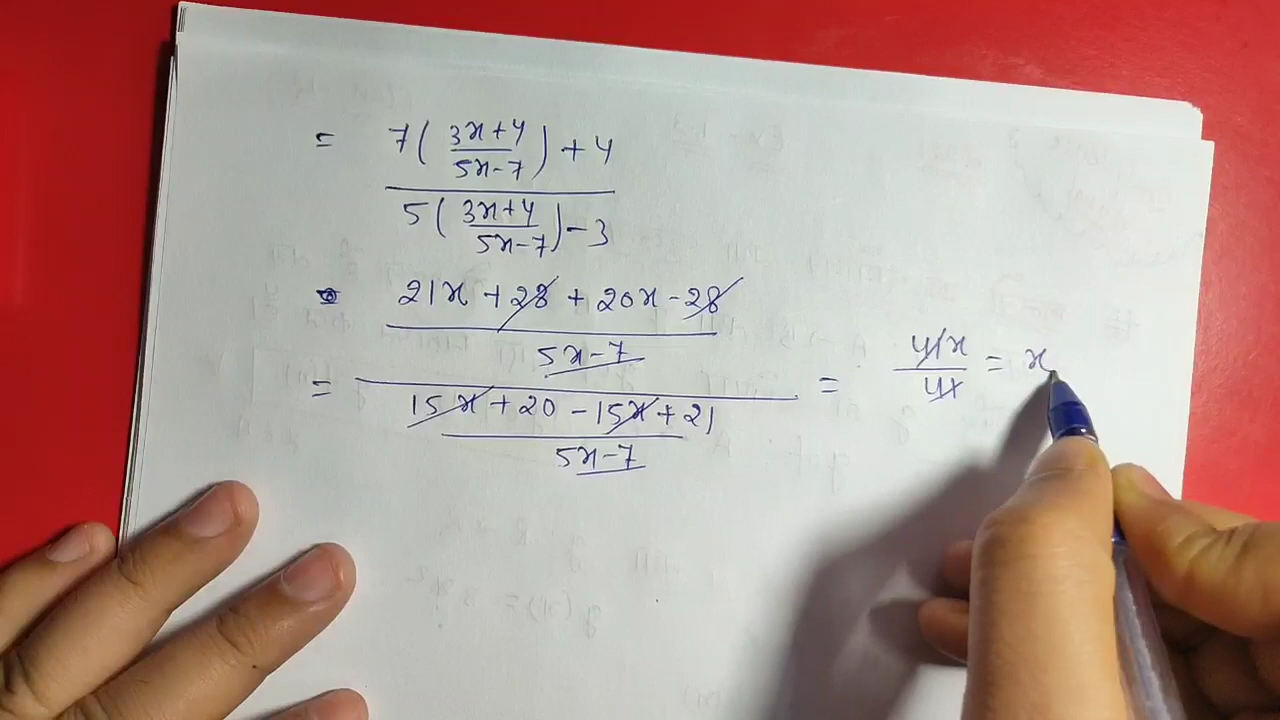 = 7(3x+4/5x-7)+4
5(3x+4/5x-7)-3
21x+28+20x-28
5x-7
= 15x+20-15x+21 = 41x/41 = x
5x-7